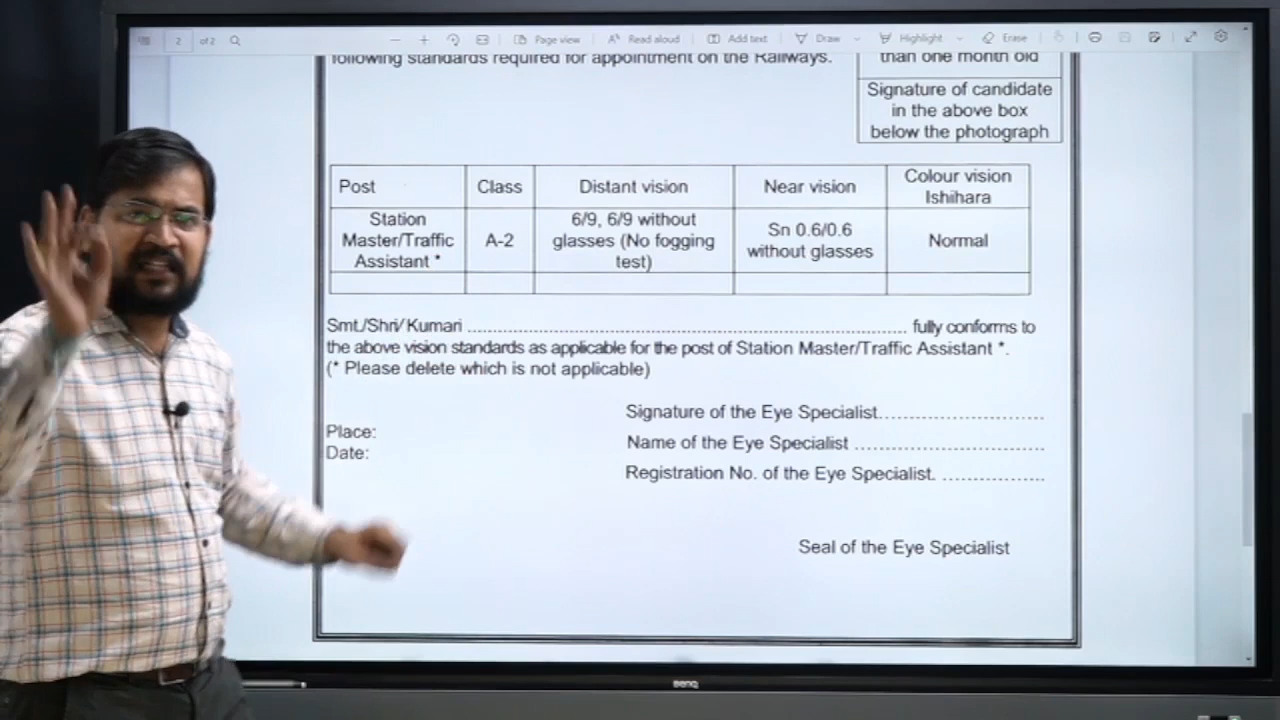 2 of 2 Page view Read aloud Add text Draw Highlight Erase
following standards required for appointment on the Railways.
than one month old
Signature of candidate
in the above box
below the photograph
Post Class Distant vision Near vision Colour vision Ishihara
Station Master/Traffic Assistant * A-2 6/9, 6/9 without glasses (No fogging test) Sn 0.6/0.6 without glasses Normal
Smt./Shri/Kumari ................................................................................ fully conforms to
the above vision standards as applicable for the post of Station Master/Traffic Assistant *.
(* Please delete which is not applicable)
Signature of the Eye Specialist..............................
Place:
Name of the Eye Specialist ..................................
Date:
Registration No. of the Eye Specialist. ..................
Seal of the Eye Specialist
BenQ